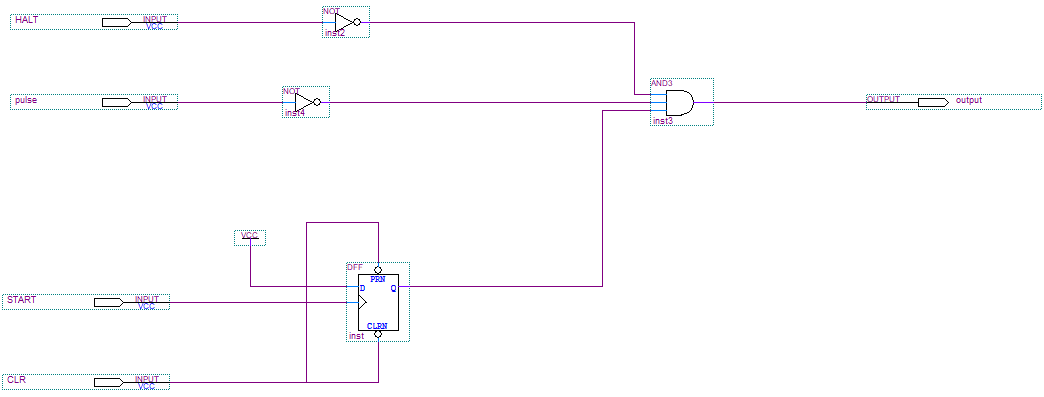 HALT
INPUT
VCC
NOT
inst2
pulse
INPUT
VCC
NOT
inst4
AND3
inst3
OUTPUT
output
VCC
DFF
PRN
D
Q
CLRN
inst
START
INPUT
VCC
CLR
INPUT
VCC